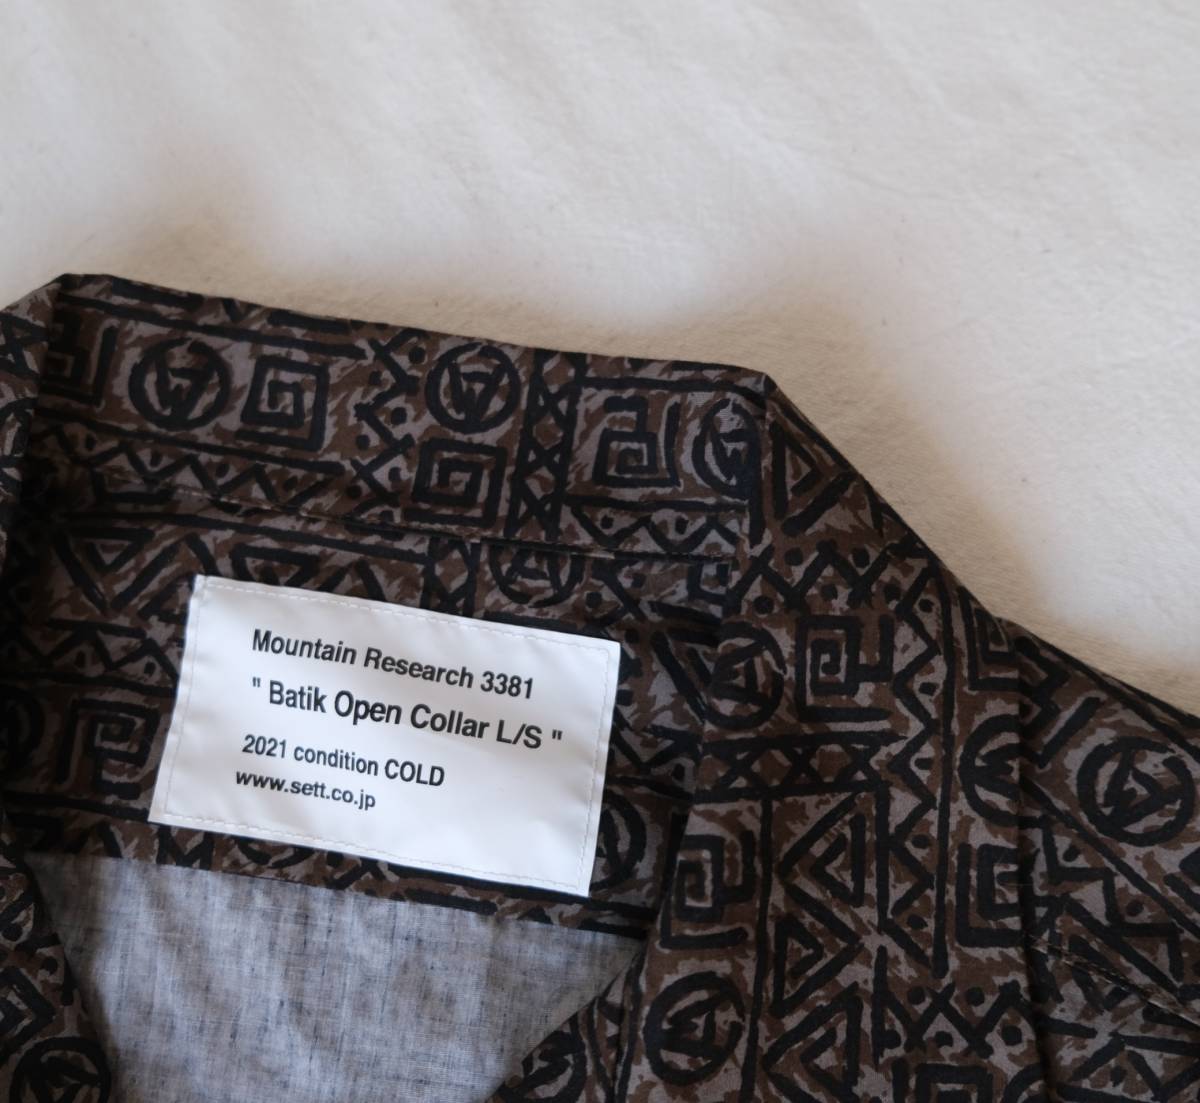 Mountain Research 3381
" Batik Open Collar L/S "
2021 condition COLD
www.sett.co.jp